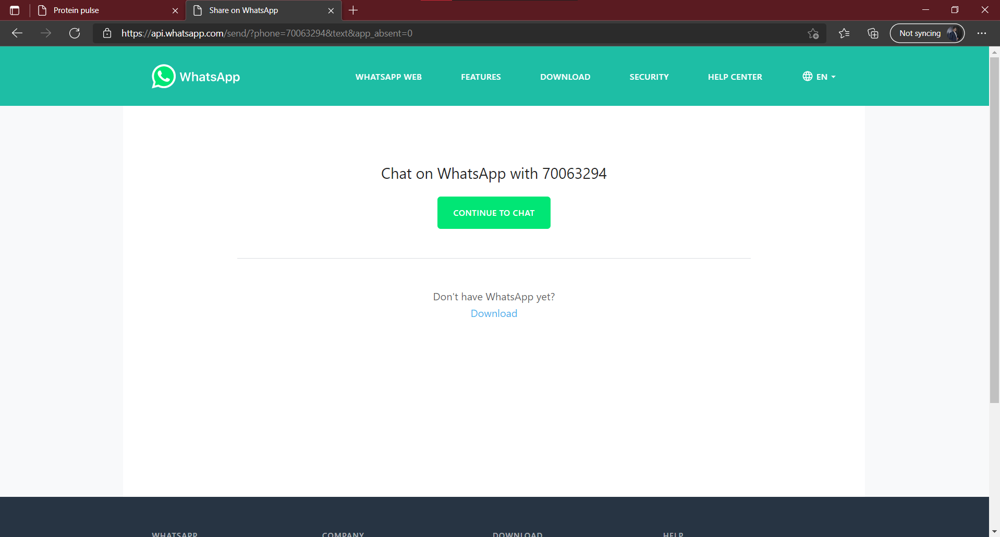 Protein pulse
Share on WhatsApp
https://api.whatsapp.com/send/?phone=70063294&text&app_absent=0
Not syncing
WhatsApp
WHATSAPP WEB
FEATURES
DOWNLOAD
SECURITY
HELP CENTER
EN
Chat on WhatsApp with 70063294
CONTINUE TO CHAT
Don't have WhatsApp yet?
Download
WHATSAPP
COMPANY
DOWNLOAD
HELP